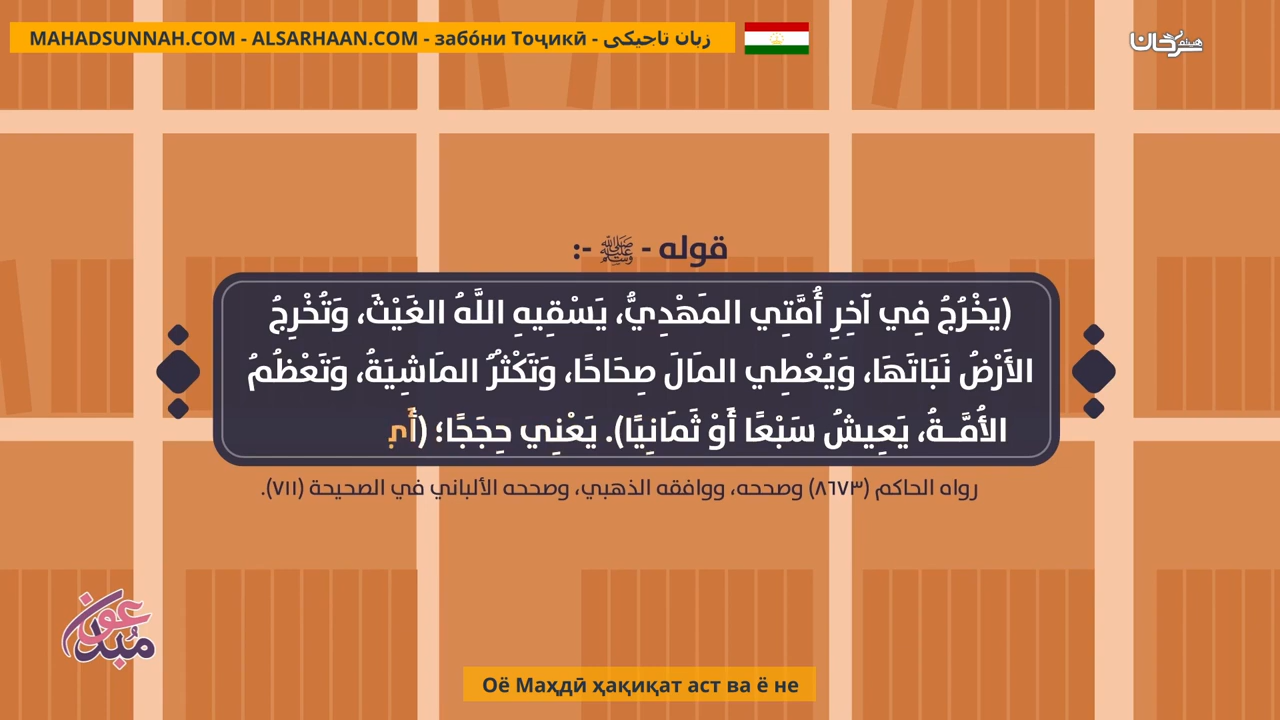 MAHADSUNNAH.COM - ALSARHAAN.COM - забóни Тоҷикӣ - زبان تاجیکی
سرحان
قوله - ﷺ -:
(يَخْرُجُ فِي آخِرِ أُمَّتِي المَهْدِيُّ، يَسْقِيهِ اللَّهُ الغَيْثَ، وَتُخْرِجُ
الأَرْضُ نَبَاتَهَا، وَيُعْطِي المَالَ صِحَاحًا، وَتَكْثُرُ المَاشِيَةُ، وَتَعْظُمُ
الأُمَّــةُ، يَعِيشُ سَبْعًا أَوْ ثَمَانِيًا). يَعْنِي حِجَجًا؛ (أَي
رواه الحاكم (٨٦٧٣) وصححه، ووافقه الذهبي، وصححه الألباني في الصحيحة (٧١١).
Оё Маҳдӣ ҳақиқат аст ва ё не